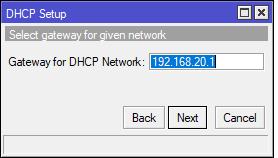 DHCP Setup
Select gateway for given network
Gateway for DHCP Network: 192.168.20.1
Back Next Cancel